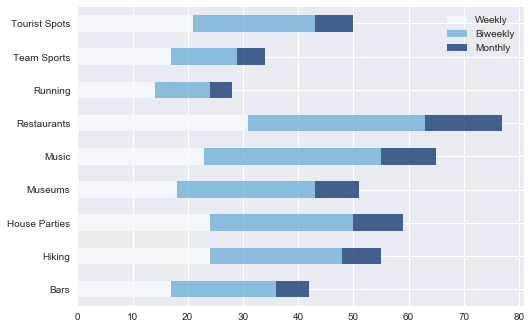 Tourist Spots
Team Sports
Running
Restaurants
Music
Museums
House Parties
Hiking
Bars
Weekly
Biweekly
Monthly
0 10 20 30 40 50 60 70 80